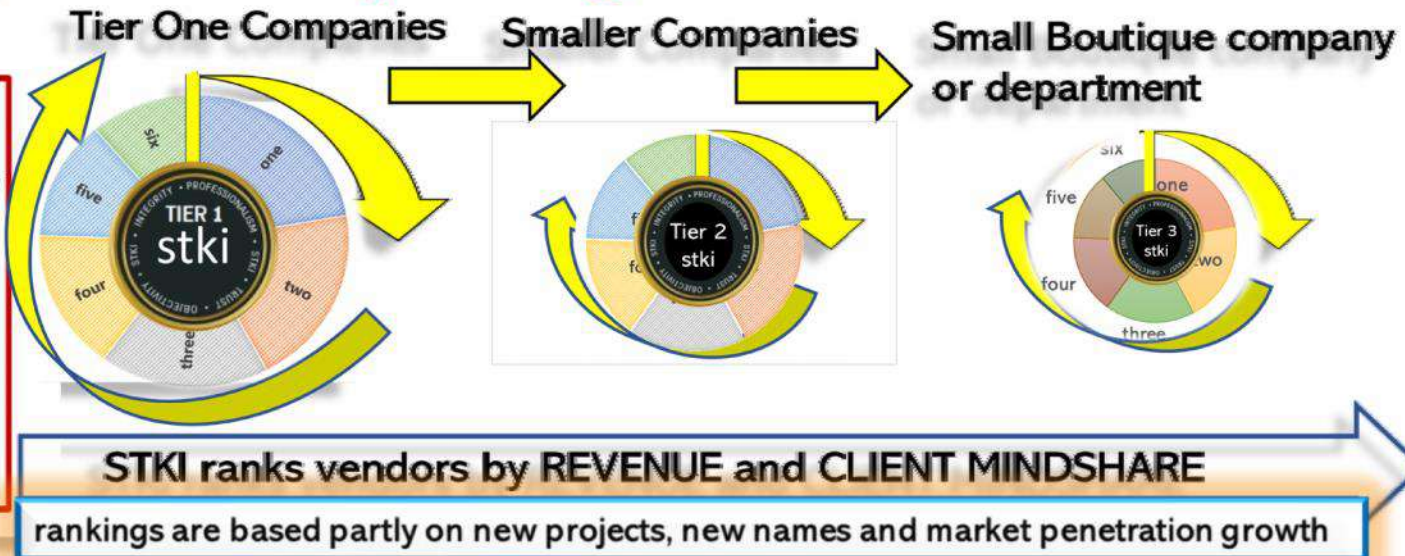 Tier One Companies
Smaller Companies
Small Boutique company
or department
one
two
three
four
five
six
TIER 1
stki
STKI • INTEGRITY • PROFESSIONALISM • STKI • TRUST • OBJECTIVITY •
Tier 2
stki
one
two
three
four
five
six
Tier 3
stki
STKI ranks vendors by REVENUE and CLIENT MINDSHARE
rankings are based partly on new projects, new names and market penetration growth